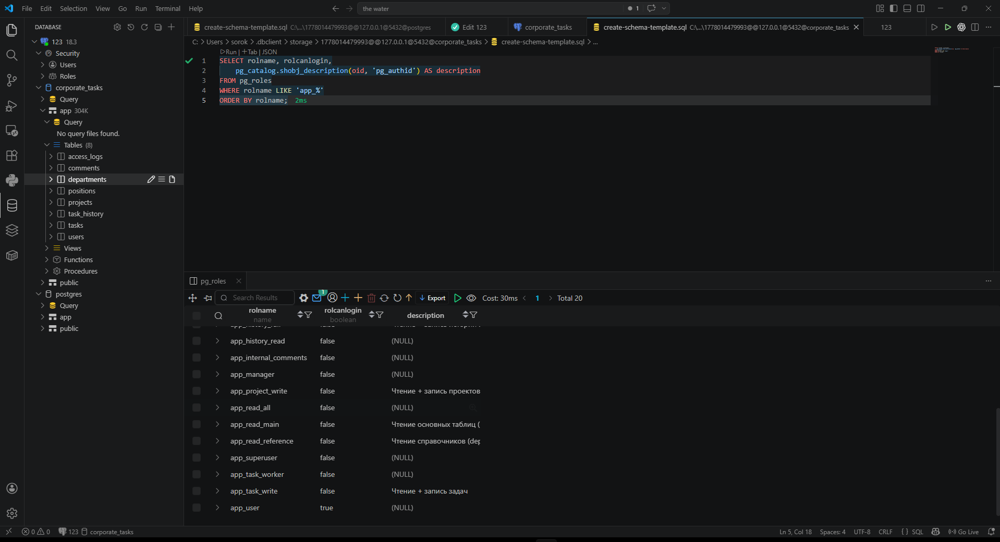 File Edit Selection View Go Run Terminal Help
the water
1
DATABASE
create-schema-template.sql C:\...\1778014479993@@127.0.0.1@5432@postgres
Edit 123
corporate_tasks
create-schema-template.sql C:\...\1778014479993@@127.0.0.1@5432@corporate_tasks
123
C: > Users > sorok > .dbclient > storage > 1778014479993@@127.0.0.1@5432@corporate_tasks > create-schema-template.sql > ...
123 18.3
Security
Users
Roles
corporate_tasks
Query
app 304K
Query
No query files found.
Tables (8)
access_logs
comments
departments
positions
projects
task_history
tasks
users
Views
Functions
Procedures
public
postgres
Query
app
public
Run | Tab | JSON
1 SELECT rolname, rolcanlogin,
2 pg_catalog.shobj_description(oid, 'pg_authid') AS description
3 FROM pg_roles
4 WHERE rolname LIKE 'app_%'
5 ORDER BY rolname; 2ms
pg_roles
Search Results
1
Export
Cost: 30ms < 1 > Total 20
rolname rolcanlogin description
name boolean
app_history_read false (NULL)
app_internal_comments false (NULL)
app_manager false (NULL)
app_project_write false Чтение + запись проектов
app_read_all false (NULL)
app_read_main false Чтение основных таблиц (
app_read_reference false Чтение справочников (dep
app_superuser false (NULL)
app_task_worker false (NULL)
app_task_write false Чтение + запись задач
app_user true (NULL)
0 0 123 corporate_tasks
Ln 5, Col 18 Spaces: 4 UTF-8 CRLF { } SQL Go Live